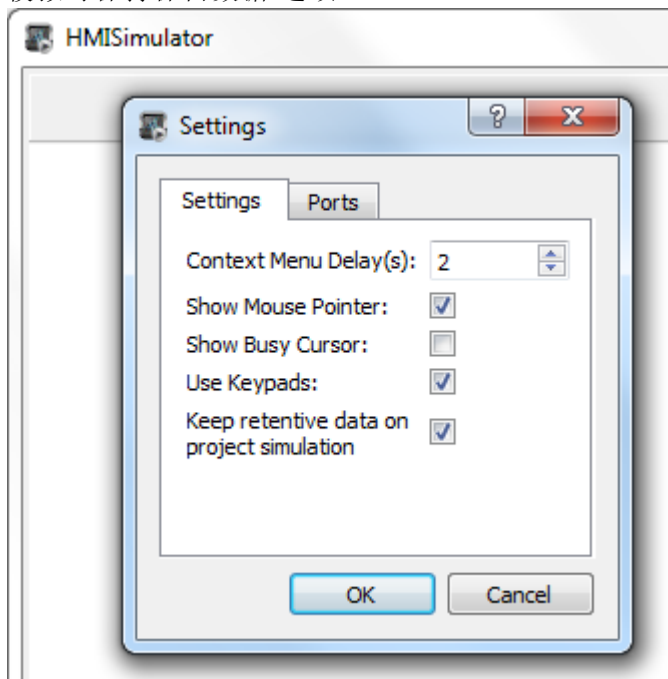 HMISimulator
Settings
Settings Ports
Context Menu Delay(s): 2
Show Mouse Pointer:
Show Busy Cursor:
Use Keypads:
Keep retentive data on
project simulation
OK Cancel